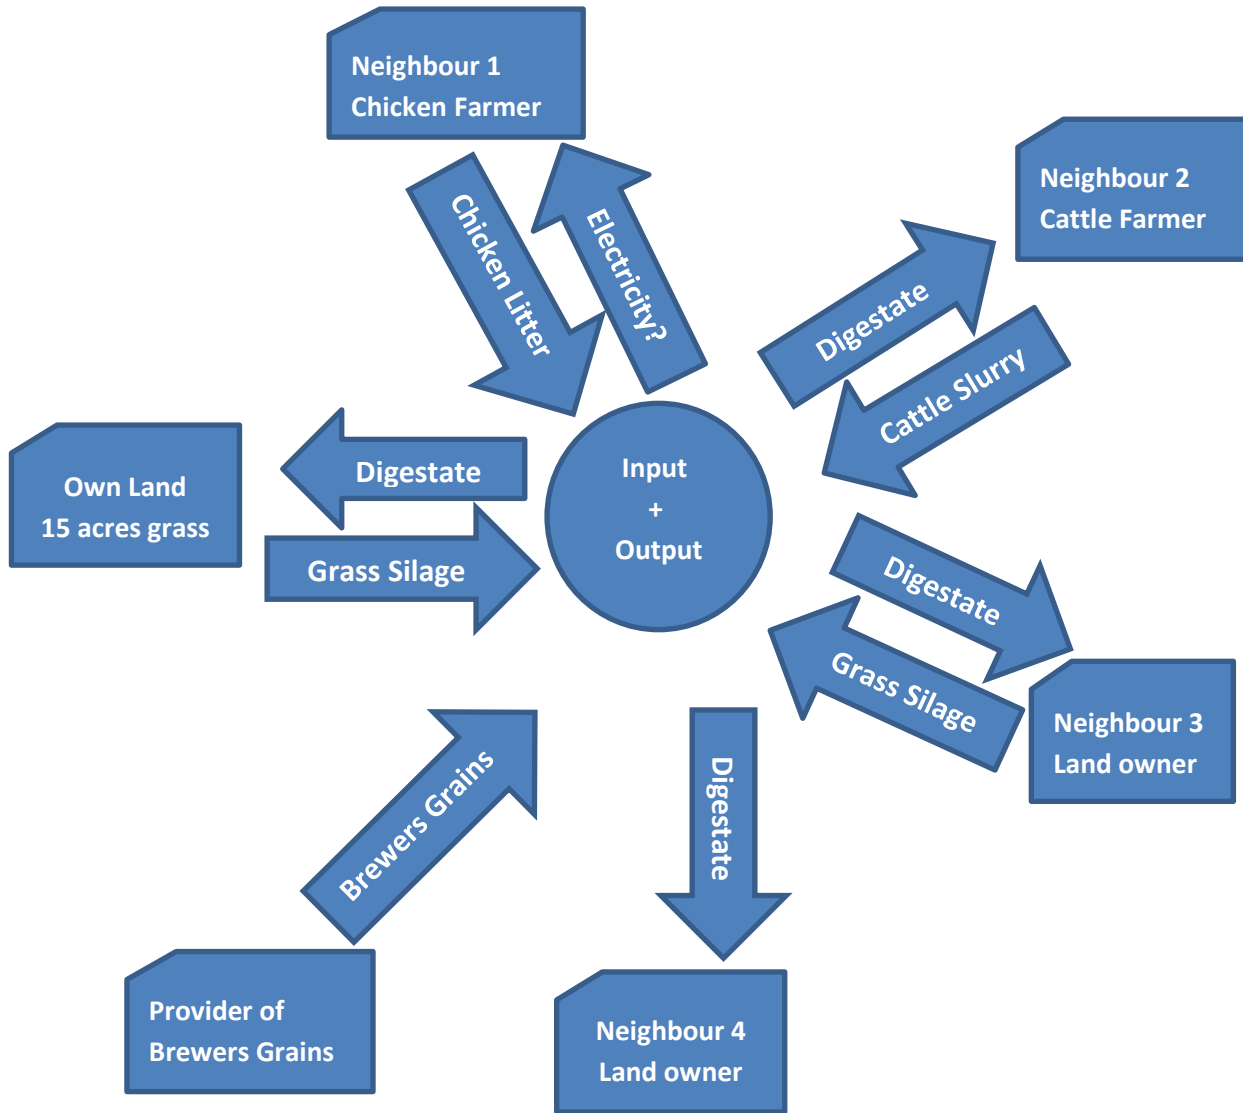 Neighbour 1
Chicken Farmer
Neighbour 2
Cattle Farmer
Chicken Litter
Electricity?
Digestate
Cattle Slurry
Own Land
15 acres grass
Digestate
Grass Silage
Input
+
Output
Digestate
Grass Silage
Neighbour 3
Land owner
Brewers Grains
Digestate
Provider of
Brewers Grains
Neighbour 4
Land owner